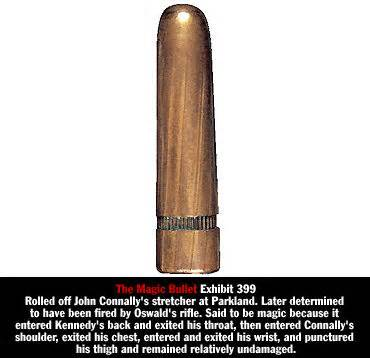 The Magic Bullet Exhibit 399
Rolled off John Connally's stretcher at Parkland. Later determined
to have been fired by Oswald's rifle. Said to be magic because it
entered Kennedy's back and exited his throat, then entered Connally's
shoulder, exited his chest, entered and exited his wrist, and punctured
his thigh and remained relatively undamaged.